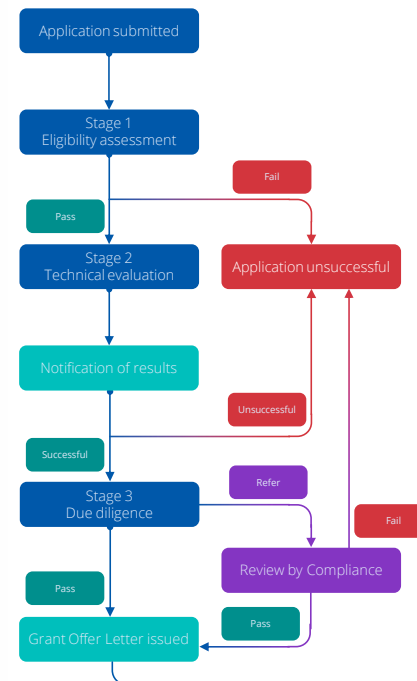 Application submitted
Stage 1
Eligibility assessment
Fail
Pass
Stage 2
Technical evaluation
Application unsuccessful
Notification of results
Unsuccessful
Successful
Stage 3
Due diligence
Refer
Fail
Review by Compliance
Pass
Pass
Grant Offer Letter issued